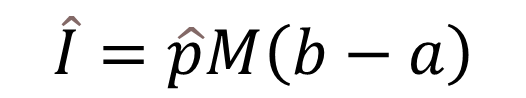 Î = p̂M(b − a)